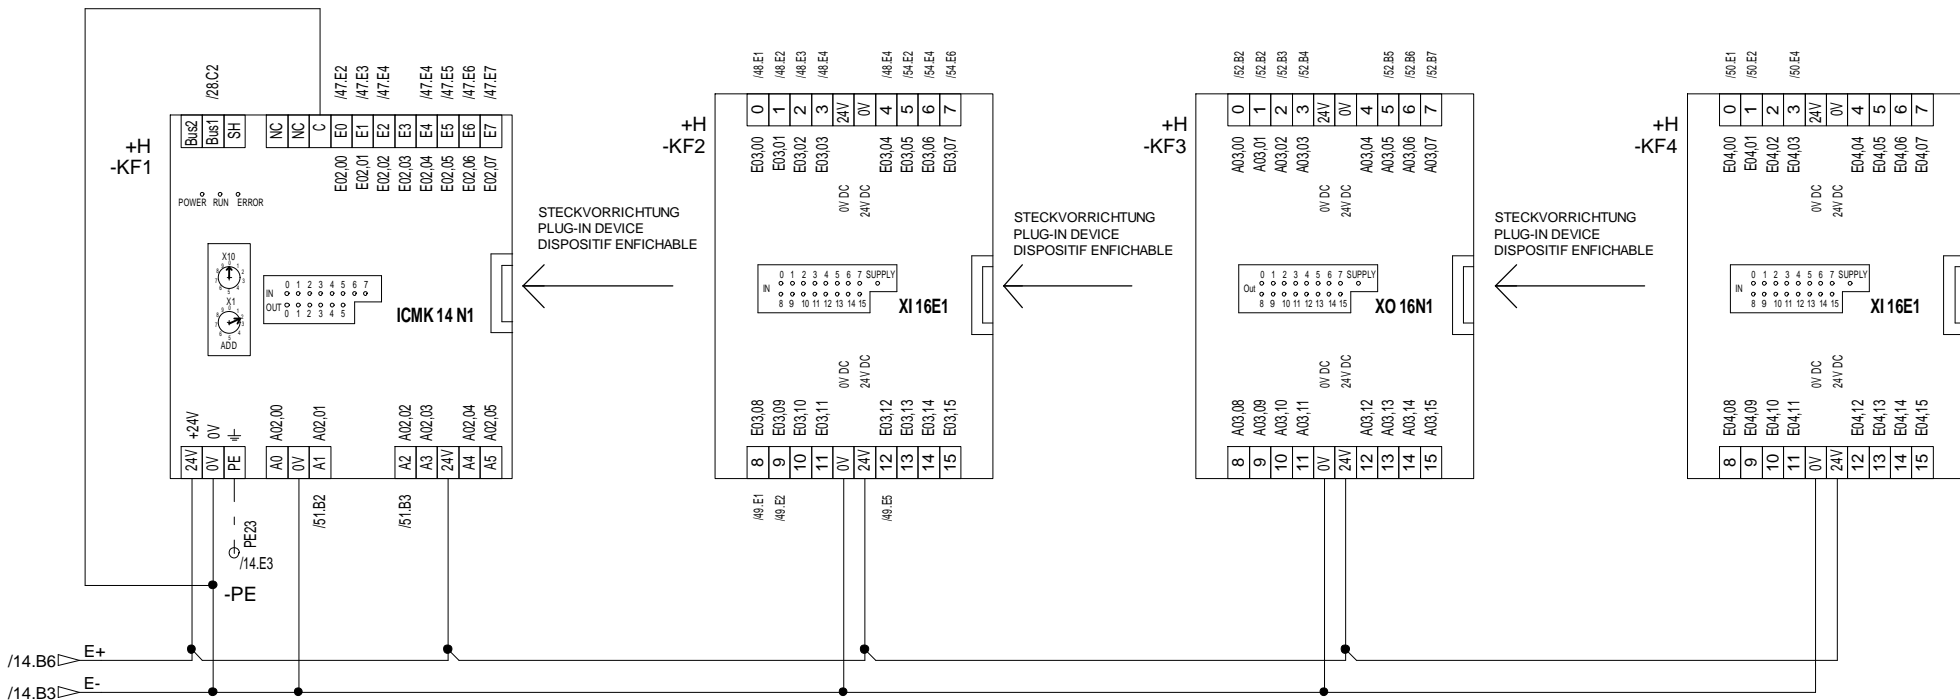 /28.C2
/47.E2
/47.E3
/47.E4
/47.E4
/47.E5
/47.E6
/47.E7
+H
-KF1
Bus2
Bus1
SH
NC
NC
C
E0
E1
E2
E3
E4
E5
E6
E7
E02,00
E02,01
E02,02
E02,03
E02,04
E02,05
E02,06
E02,07
POWER RUN ERROR
X10
X1
ADD
0 1 2 3 4 5 6 7
IN
OUT
0 1 2 3 4 5
ICMK 14 N1
+24V
0V
A02,00
A02,01
A02,02
A02,03
A02,04
A02,05
24V
0V
PE
A0
0V
A1
A2
A3
24V
A4
A5
/51.B2
/51.B3
PE23
/14.E3
-PE
STECKVORRICHTUNG
PLUG-IN DEVICE
DISPOSITIF ENFICHABLE
/48.E1
/48.E2
/48.E3
/48.E4
/48.E4
/54.E2
/54.E4
/54.E6
+H
-KF2
0
1
2
3
24V
0V
4
5
6
7
E03,00
E03,01
E03,02
E03,03
E03,04
E03,05
E03,06
E03,07
0V DC
24V DC
0 1 2 3 4 5 6 7 SUPPLY
IN
8 9 10 11 12 13 14 15
XI 16E1
0V DC
24V DC
E03,08
E03,09
E03,10
E03,11
E03,12
E03,13
E03,14
E03,15
8
9
10
11
0V
24V
12
13
14
15
/49.E1
/49.E2
/49.E5
STECKVORRICHTUNG
PLUG-IN DEVICE
DISPOSITIF ENFICHABLE
/52.B2
/52.B2
/52.B3
/52.B4
/52.B5
/52.B6
/52.B7
+H
-KF3
0
1
2
3
24V
0V
4
5
6
7
A03,00
A03,01
A03,02
A03,03
A03,04
A03,05
A03,06
A03,07
0V DC
24V DC
0 1 2 3 4 5 6 7 SUPPLY
Out
8 9 10 11 12 13 14 15
XO 16N1
0V DC
24V DC
A03,08
A03,09
A03,10
A03,11
A03,12
A03,13
A03,14
A03,15
8
9
10
11
0V
24V
12
13
14
15
STECKVORRICHTUNG
PLUG-IN DEVICE
DISPOSITIF ENFICHABLE
/50.E1
/50.E2
/50.E4
+H
-KF4
0
1
2
3
24V
0V
4
5
6
7
E04,00
E04,01
E04,02
E04,03
E04,04
E04,05
E04,06
E04,07
0V DC
24V DC
0 1 2 3 4 5 6 7 SUPPLY
IN
8 9 10 11 12 13 14 15
XI 16E1
0V DC
24V DC
E04,08
E04,09
E04,10
E04,11
E04,12
E04,13
E04,14
E04,15
8
9
10
11
0V
24V
12
13
14
15
/14.B6 E+
/14.B3 E-